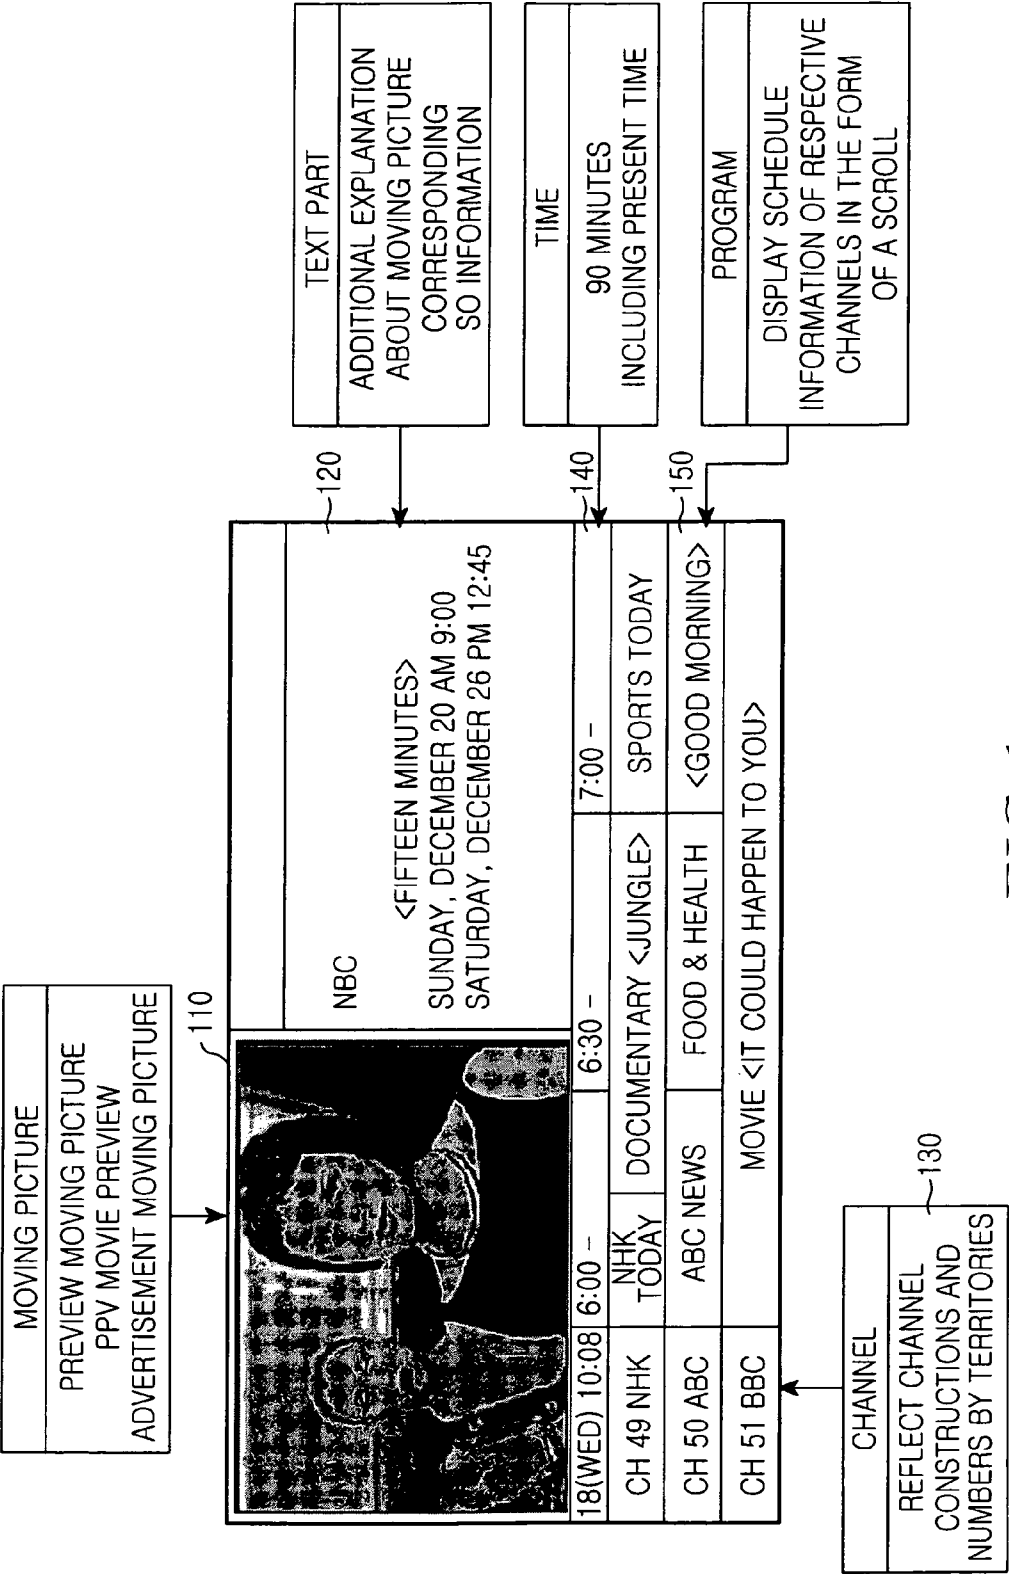 MOVING PICTURE
PREVIEW MOVING PICTURE
PPV MOVIE PREVIEW
ADVERTISEMENT MOVING PICTURE
110
NBC
<FIFTEEN MINUTES>
SUNDAY, DECEMBER 20 AM 9:00
SATURDAY, DECEMBER 26 PM 12:45
120
TEXT PART
ADDITIONAL EXPLANATION
ABOUT MOVING PICTURE
CORRESPONDING
SO INFORMATION
18(WED) 10:08 6:00 - 6:30 - 7:00 -
140
TIME
90 MINUTES
INCLUDING PRESENT TIME
CH 49 NHK NHK TODAY DOCUMENTARY <JUNGLE> SPORTS TODAY
CH 50 ABC ABC NEWS FOOD & HEALTH <GOOD MORNING>
150
CH 51 BBC MOVIE <IT COULD HAPPEN TO YOU>
PROGRAM
DISPLAY SCHEDULE
INFORMATION OF RESPECTIVE
CHANNELS IN THE FORM
OF A SCROLL
CHANNEL
REFLECT CHANNEL
CONSTRUCTIONS AND
NUMBERS BY TERRITORIES
130